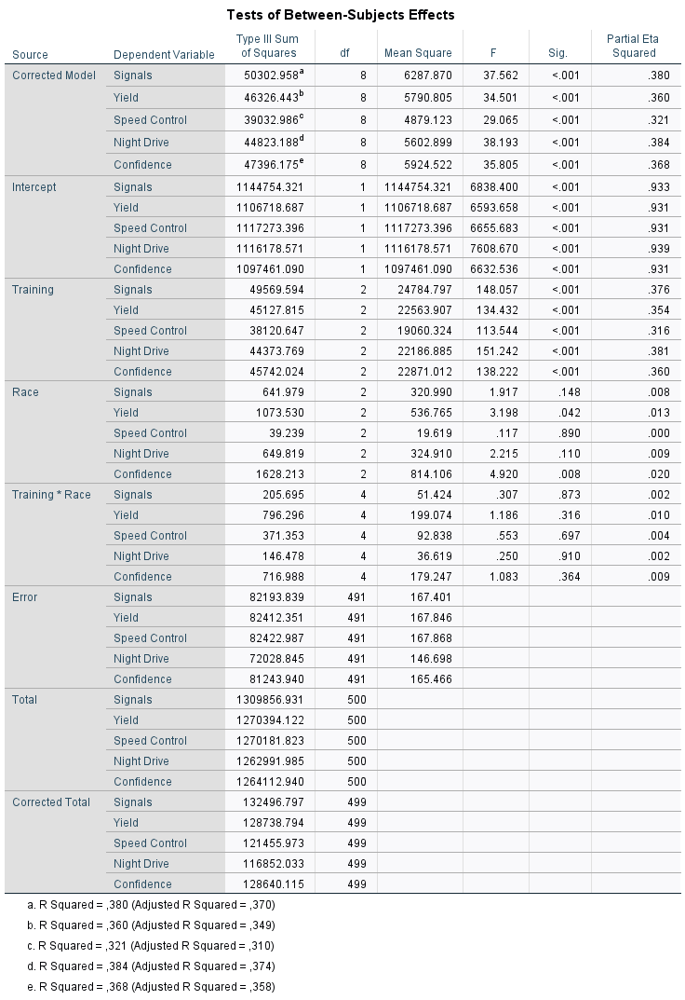 Tests of Between-Subjects Effects
Source Dependent Variable Type III Sum of Squares df Mean Square F Sig. Partial Eta Squared
Corrected Model Signals 50302.958a 8 6287.870 37.562 <.001 .380
Yield 46326.443b 8 5790.805 34.501 <.001 .360
Speed Control 39032.986c 8 4879.123 29.065 <.001 .321
Night Drive 44823.188d 8 5602.899 38.193 <.001 .384
Confidence 47396.175e 8 5924.522 35.805 <.001 .368
Intercept Signals 1144754.321 1 1144754.321 6838.400 <.001 .933
Yield 1106718.687 1 1106718.687 6593.658 <.001 .931
Speed Control 1117273.396 1 1117273.396 6655.683 <.001 .931
Night Drive 1116178.571 1 1116178.571 7608.670 <.001 .939
Confidence 1097461.090 1 1097461.090 6632.536 <.001 .931
Training Signals 49569.594 2 24784.797 148.057 <.001 .376
Yield 45127.815 2 22563.907 134.432 <.001 .354
Speed Control 38120.647 2 19060.324 113.544 <.001 .316
Night Drive 44373.769 2 22186.885 151.242 <.001 .381
Confidence 45742.024 2 22871.012 138.222 <.001 .360
Race Signals 641.979 2 320.990 1.917 .148 .008
Yield 1073.530 2 536.765 3.198 .042 .013
Speed Control 39.239 2 19.619 .117 .890 .000
Night Drive 649.819 2 324.910 2.215 .110 .009
Confidence 1628.213 2 814.106 4.920 .008 .020
Training * Race Signals 205.695 4 51.424 .307 .873 .002
Yield 796.296 4 199.074 1.186 .316 .010
Speed Control 371.353 4 92.838 .553 .697 .004
Night Drive 146.478 4 36.619 .250 .910 .002
Confidence 716.988 4 179.247 1.083 .364 .009
Error Signals 82193.839 491 167.401
Yield 82412.351 491 167.846
Speed Control 82422.987 491 167.868
Night Drive 72028.845 491 146.698
Confidence 81243.940 491 165.466
Total Signals 1309856.931 500
Yield 1270394.122 500
Speed Control 1270181.823 500
Night Drive 1262991.985 500
Confidence 1264112.940 500
Corrected Total Signals 132496.797 499
Yield 128738.794 499
Speed Control 121455.973 499
Night Drive 116852.033 499
Confidence 128640.115 499
a. R Squared = ,380 (Adjusted R Squared = ,370)
b. R Squared = ,360 (Adjusted R Squared = ,349)
c. R Squared = ,321 (Adjusted R Squared = ,310)
d. R Squared = ,384 (Adjusted R Squared = ,374)
e. R Squared = ,368 (Adjusted R Squared = ,358)